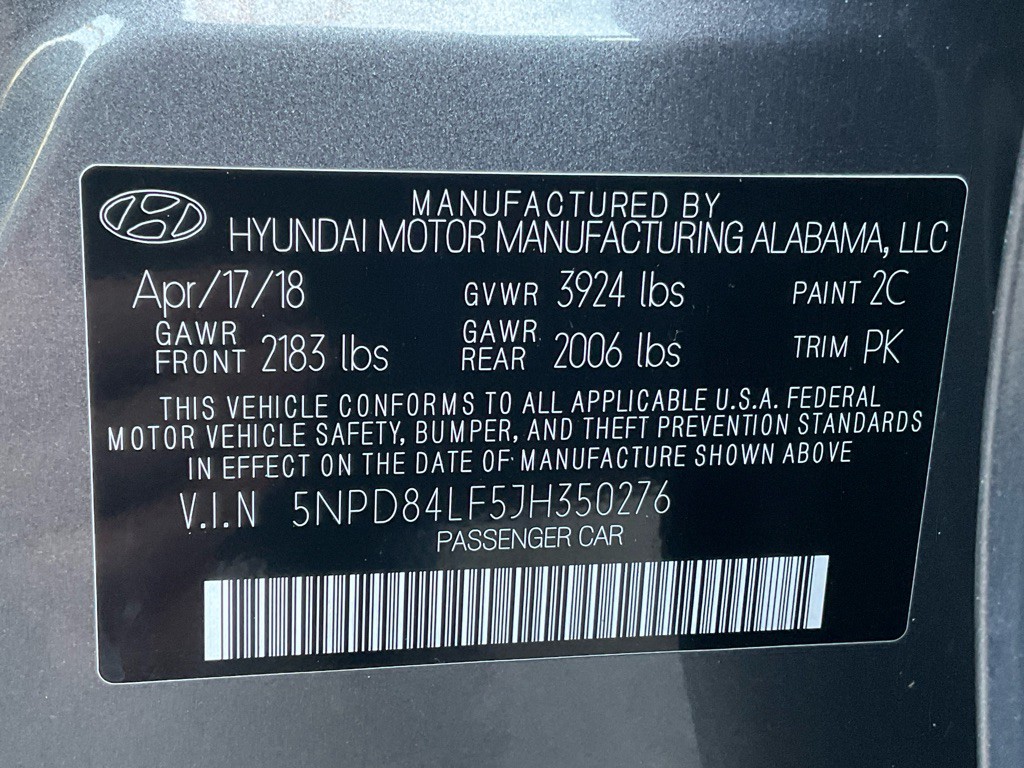 MANUFACTURED BY
HYUNDAI MOTOR MANUFACTURING ALABAMA, LLC
Apr/17/18 GVWR 3924 lbs PAINT 2C
GAWR FRONT 2183 lbs GAWR REAR 2006 lbs TRIM PK
THIS VEHICLE CONFORMS TO ALL APPLICABLE U.S.A. FEDERAL
MOTOR VEHICLE SAFETY, BUMPER, AND THEFT PREVENTION STANDARDS
IN EFFECT ON THE DATE OF MANUFACTURE SHOWN ABOVE
V.I.N 5NPD84LF5JH350276
PASSENGER CAR